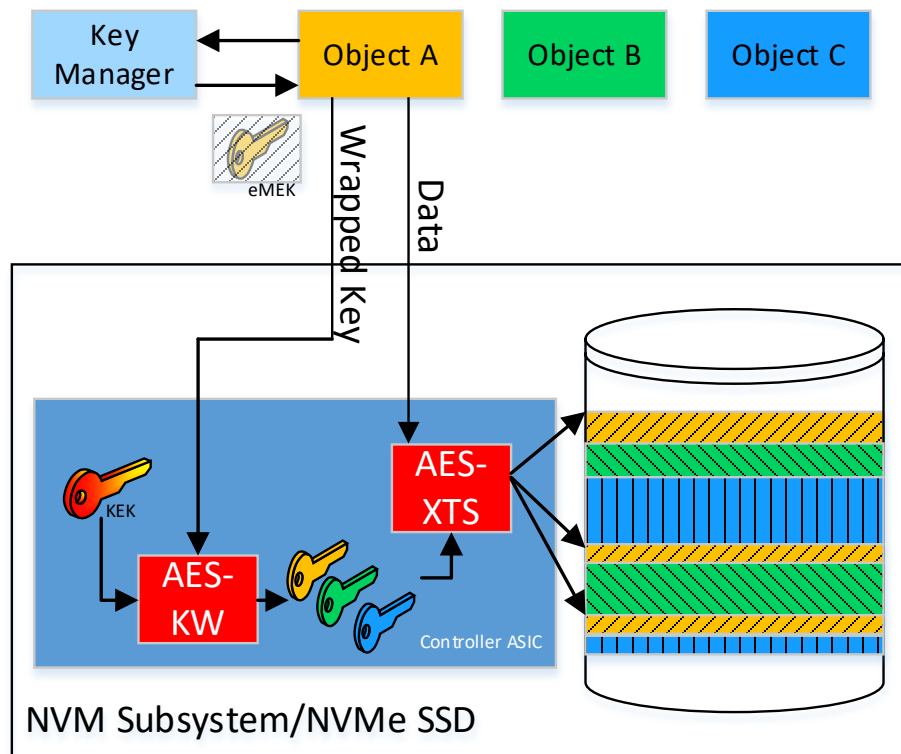 Key
Manager
Object A
Object B
Object C
eMEK
Wrapped Key
Data
KEK
AES-
XTS
AES-
KW
Controller ASIC
NVM Subsystem/NVMe SSD